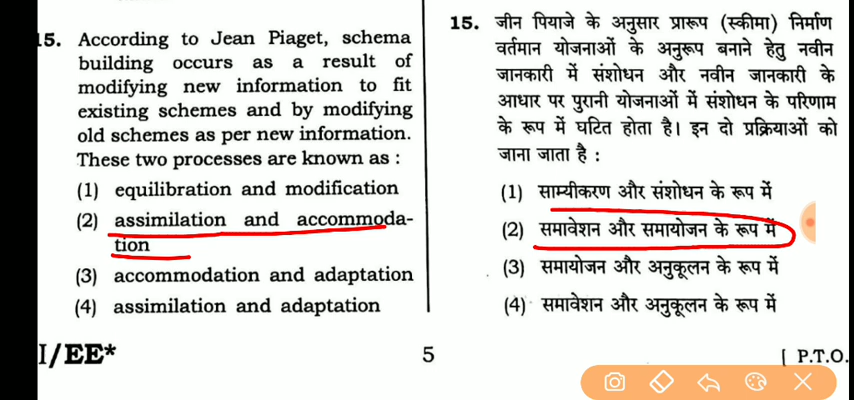 15. According to Jean Piaget, schema
building occurs as a result of
modifying new information to fit
existing schemes and by modifying
old schemes as per new information.
These two processes are known as :
(1) equilibration and modification
(2) assimilation and accommoda-
tion
(3) accommodation and adaptation
(4) assimilation and adaptation
15. जीन पियाजे के अनुसार प्रारूप (स्कीमा) निर्माण
वर्तमान योजनाओं के अनुरूप बनाने हेतु नवीन
जानकारी में संशोधन और नवीन जानकारी के
आधार पर पुरानी योजनाओं में संशोधन के परिणाम
के रूप में घटित होता है। इन दो प्रक्रियाओं को
जाना जाता है :
(1) साम्यीकरण और संशोधन के रूप में
(2) समावेशन और समायोजन के रूप में
(3) समायोजन और अनुकूलन के रूप में
(4) समावेशन और अनुकूलन के रूप में
I/EE*
5
[ P.T.O.